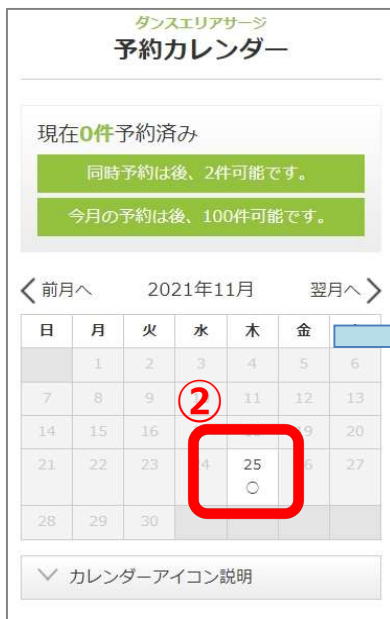 ダンスエリアサージ
予約カレンダー
現在0件予約済み
同時予約は後、2件可能です。
今月の予約は後、100件可能です。
前月へ 2021年11月 翌月へ
日 月 火 水 木 金
1 2 3 4 5 6
7 8 9 11 12 13
②
14 15 16 20
21 22 23 25 27
○
28 29 30
カレンダーアイコン説明